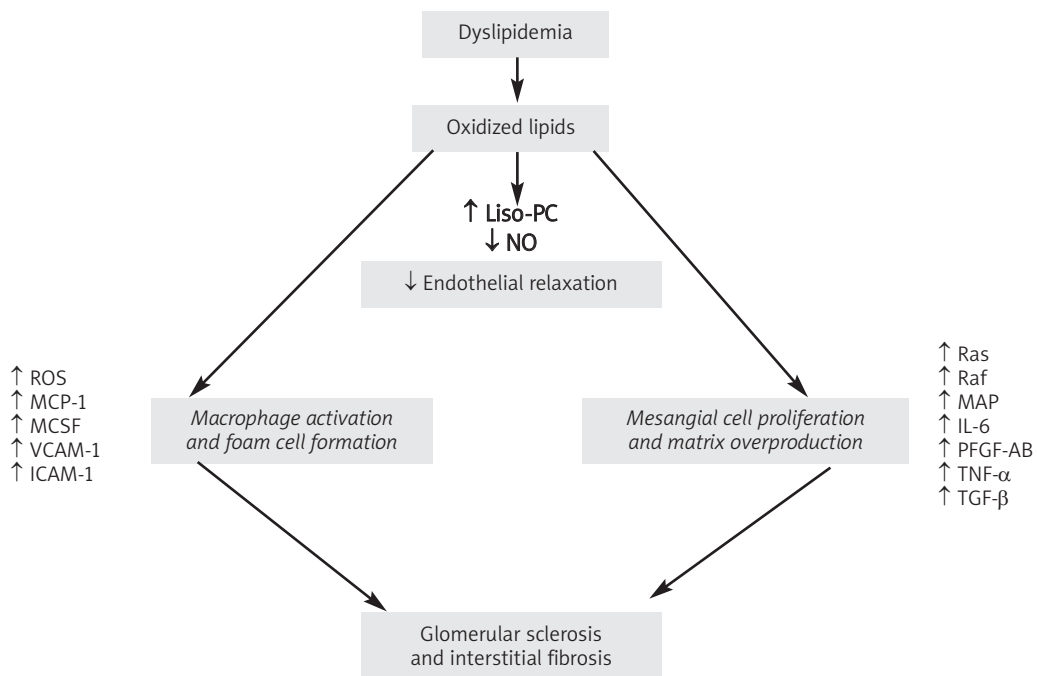 Dyslipidemia
Oxidized lipids
↑ Liso-PC
↓ NO
↓ Endothelial relaxation
↑ ROS
↑ MCP-1
↑ MCSF
↑ VCAM-1
↑ ICAM-1
Macrophage activation
and foam cell formation
Mesangial cell proliferation
and matrix overproduction
↑ Ras
↑ Raf
↑ MAP
↑ IL-6
↑ PFGF-AB
↑ TNF-α
↑ TGF-β
Glomerular sclerosis
and interstitial fibrosis